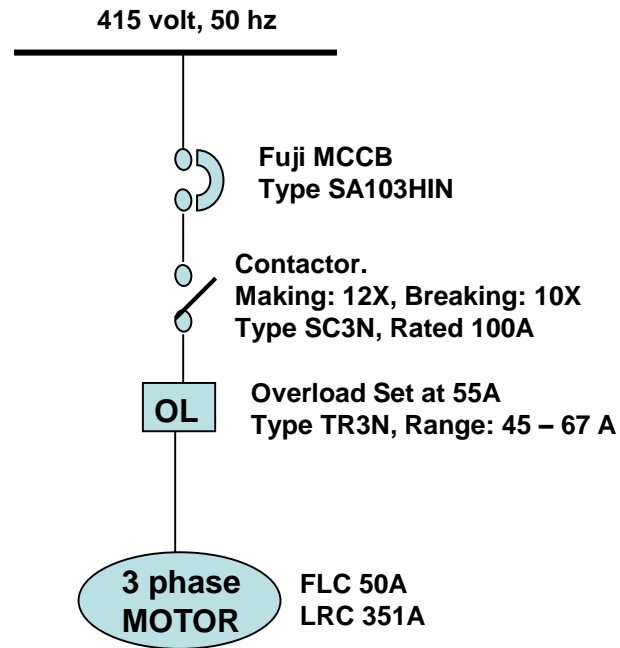 415 volt, 50 hz
Fuji MCCB
Type SA103HIN
Contactor.
Making: 12X, Breaking: 10X
Type SC3N, Rated 100A
OL
Overload Set at 55A
Type TR3N, Range: 45 – 67 A
3 phase
MOTOR
FLC 50A
LRC 351A